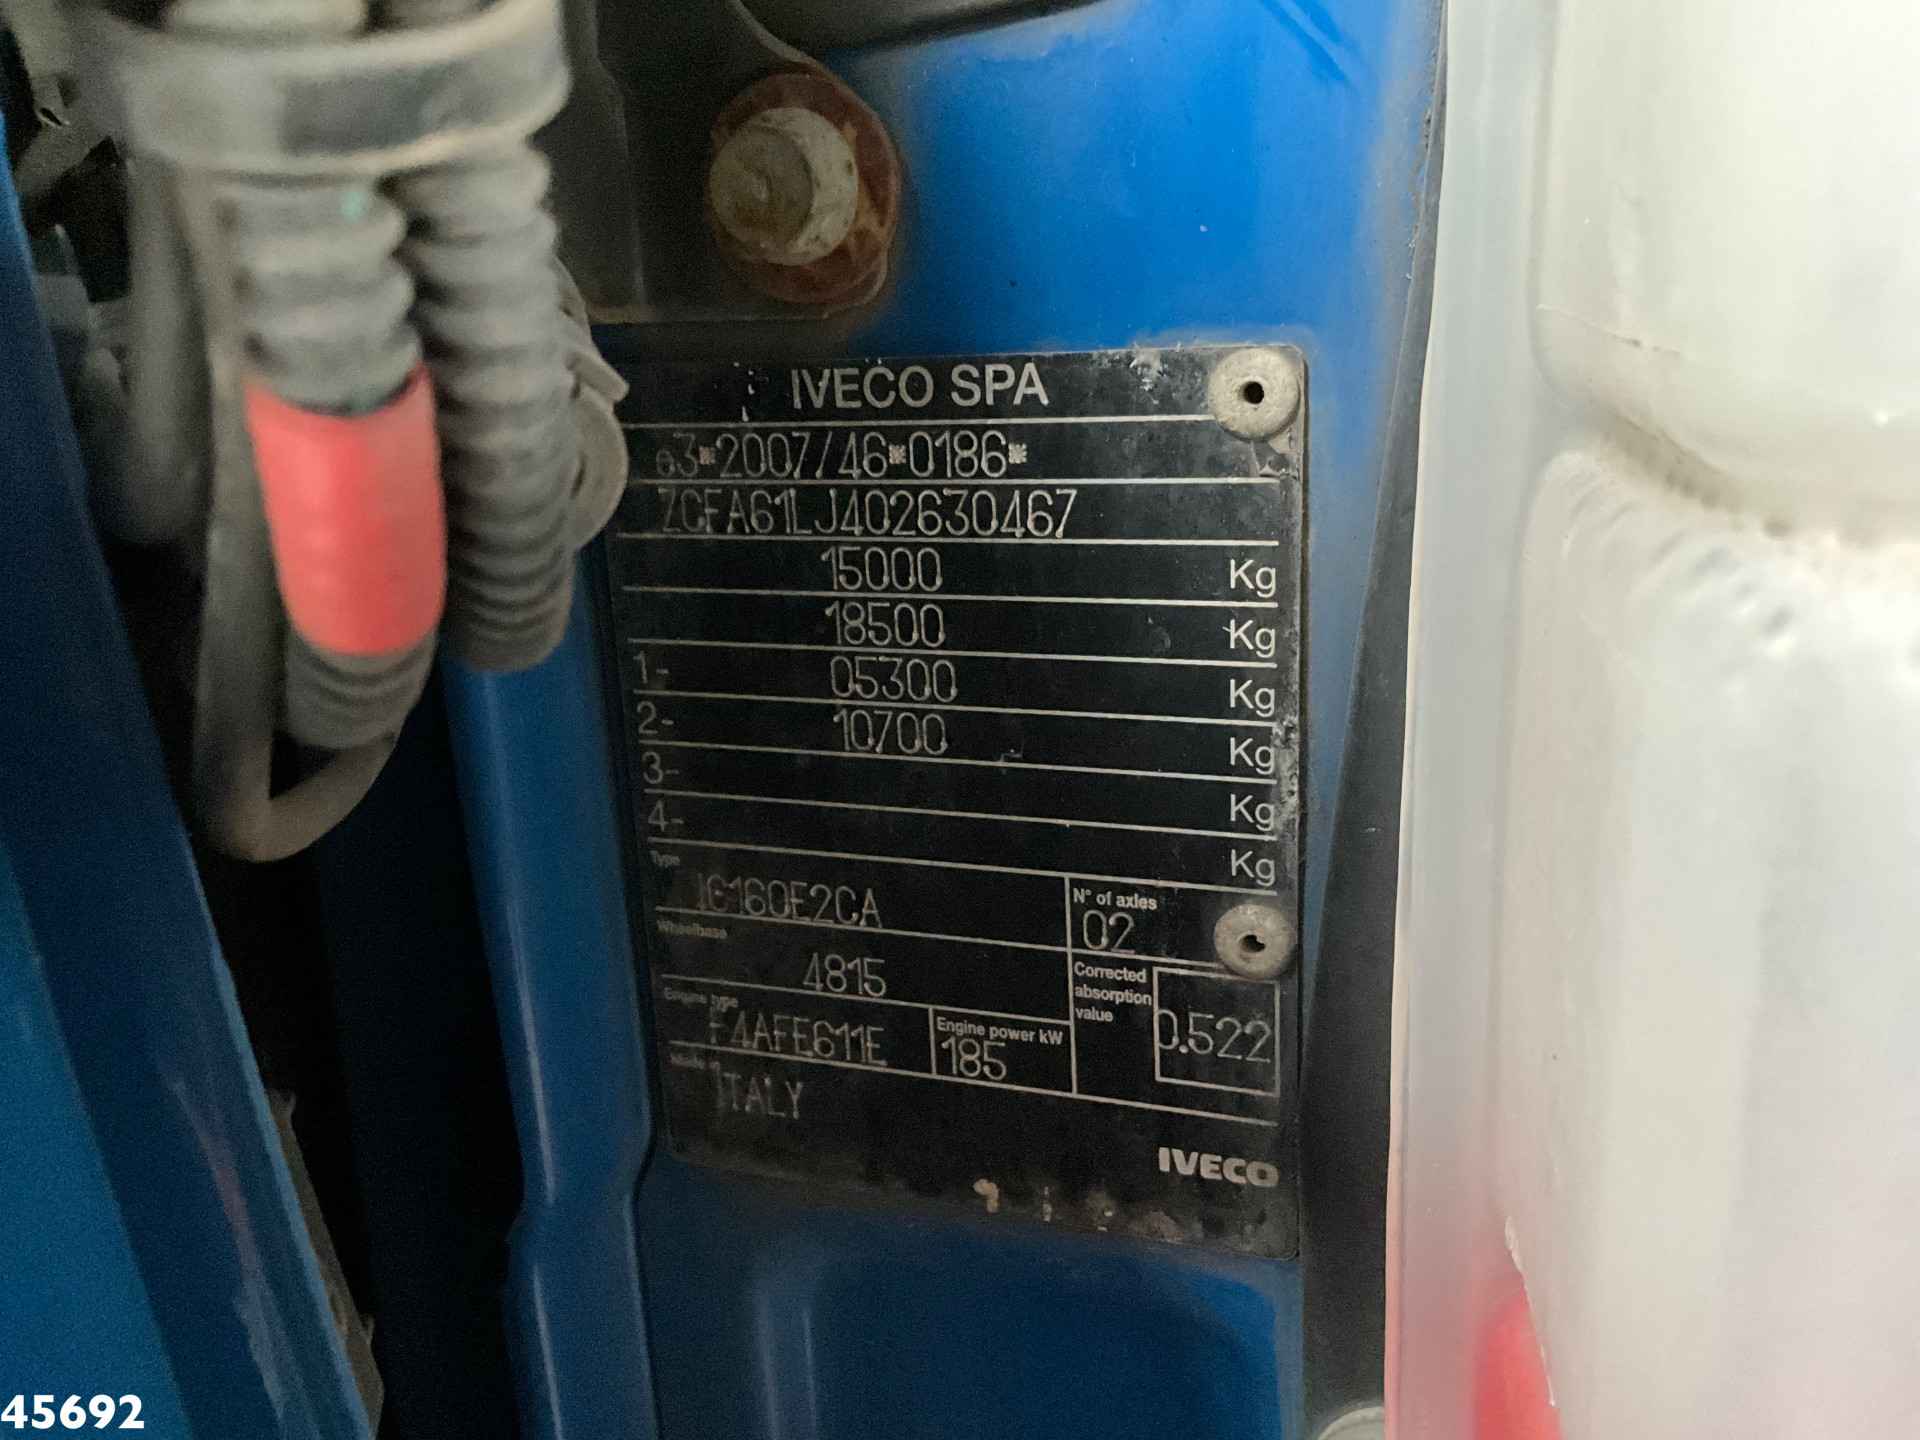 IVECO SPA
e3*2007/46*0186*
ZCFA61LJ402630467
15000 Kg
18500 Kg
1- 05300 Kg
2- 10700 Kg
3- Kg
4- Kg
Type
IG160E2CA
N° of axles
02
Wheelbase
4815
Corrected
absorption
value
0.522
Engine type
F4AFE611E
Engine power kW
185
Made
ITALY
IVECO
45692